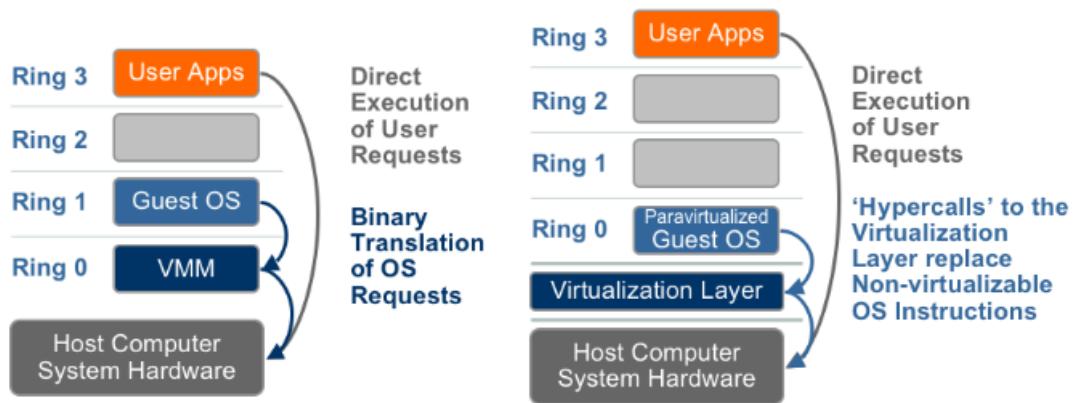 Ring 3
User Apps
Direct
Execution
of User
Requests
Ring 2
Ring 1
Guest OS
Binary
Translation
of OS
Requests
Ring 0
VMM
Host Computer
System Hardware
Ring 3
User Apps
Direct
Execution
of User
Requests
Ring 2
Ring 1
Ring 0
Paravirtualized
Guest OS
‘Hypercalls’ to the
Virtualization
Layer replace
Non-virtualizable
OS Instructions
Virtualization Layer
Host Computer
System Hardware